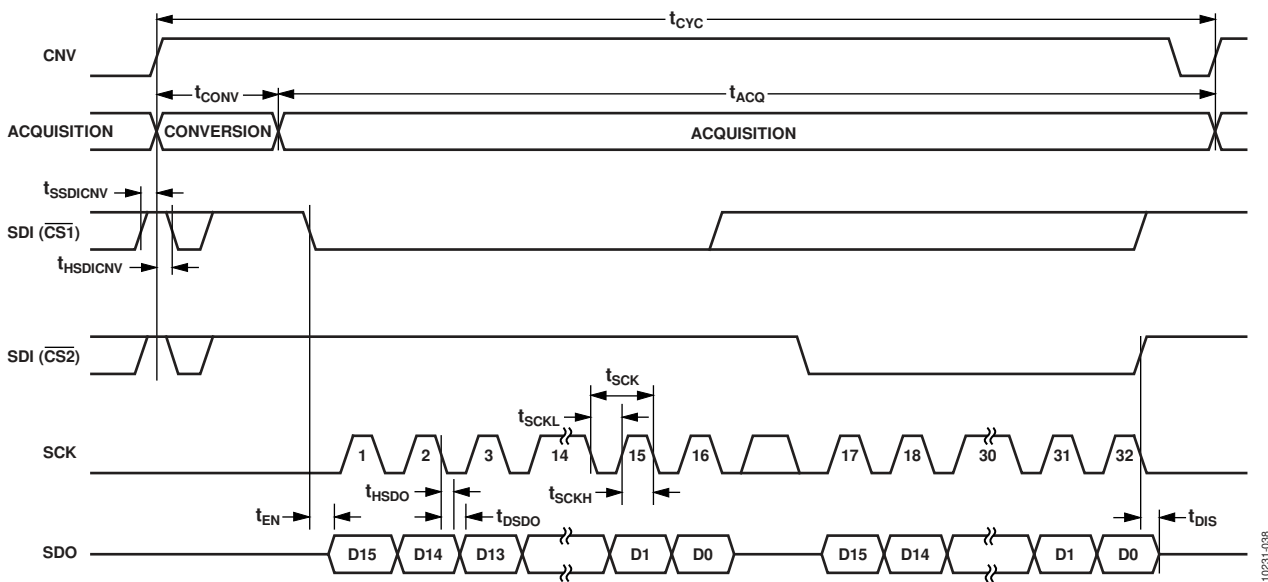 tCYC
CNV
tCONV
tACQ
ACQUISITION
CONVERSION
ACQUISITION
tSSDICNV
SDI (CS1)
tHSDICNV
SDI (CS2)
tSCK
tSCKL
SCK
1 2 3 14 15 16 17 18 30 31 32
tHSDO
tSCKH
tEN
tDSDO
tDIS
SDO
D15 D14 D13 D1 D0 D15 D14 D1 D0
10231-038